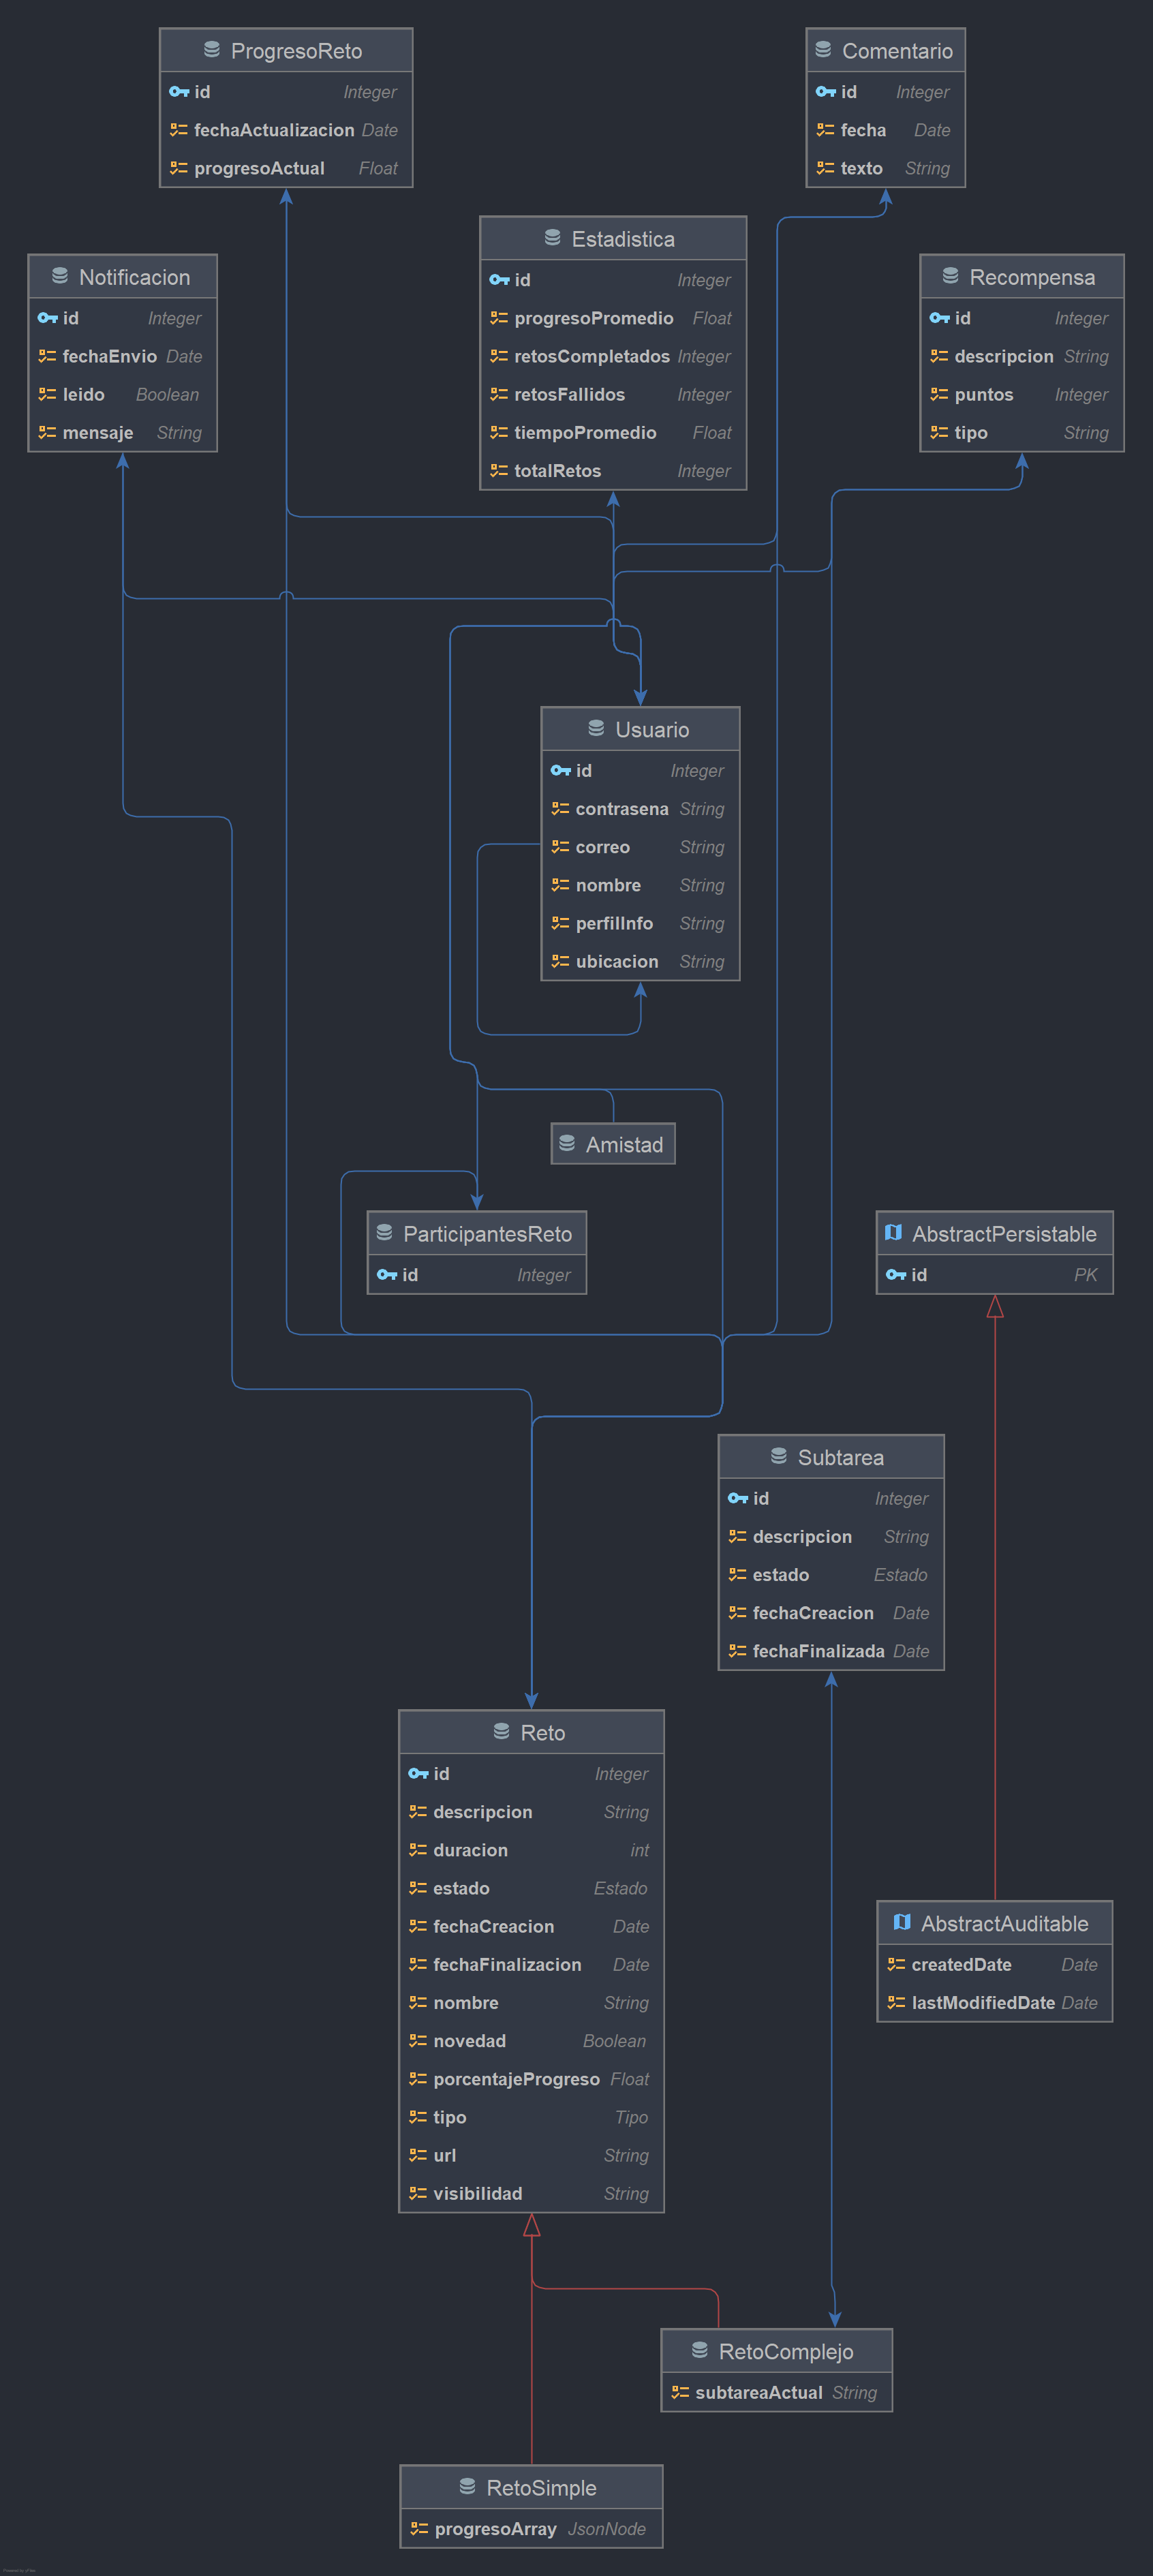 ProgresoReto
id Integer
fechaActualizacion Date
progresoActual Float
Comentario
id Integer
fecha Date
texto String
Estadistica
id Integer
progresoPromedio Float
retosCompletados Integer
retosFallidos Integer
tiempoPromedio Float
totalRetos Integer
Notificacion
id Integer
fechaEnvio Date
leido Boolean
mensaje String
Recompensa
id Integer
descripcion String
puntos Integer
tipo String
Usuario
id Integer
contrasena String
correo String
nombre String
perfilInfo String
ubicacion String
Amistad
ParticipantesReto
id Integer
AbstractPersistable
id PK
Subtarea
id Integer
descripcion String
estado Estado
fechaCreacion Date
fechaFinalizada Date
Reto
id Integer
descripcion String
duracion int
estado Estado
fechaCreacion Date
fechaFinalizacion Date
nombre String
novedad Boolean
porcentajeProgreso Float
tipo Tipo
url String
visibilidad String
AbstractAuditable
createdDate Date
lastModifiedDate Date
RetoComplejo
subtareaActual String
RetoSimple
progresoArray JsonNode